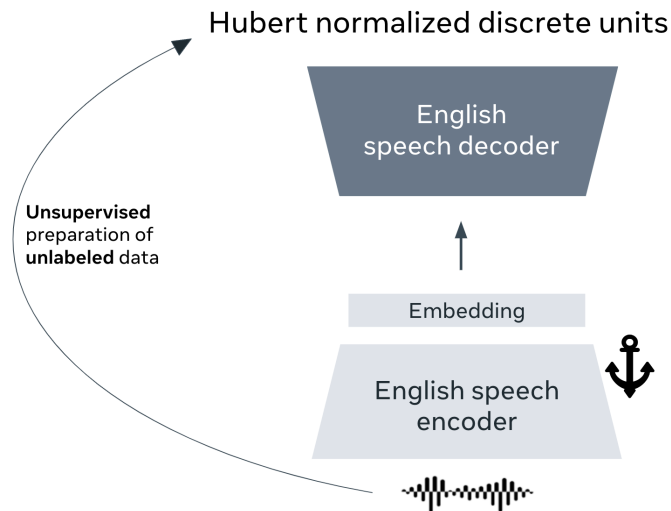 Hubert normalized discrete units
English
speech decoder
Unsupervised
preparation of
unlabeled data
Embedding
English speech
encoder